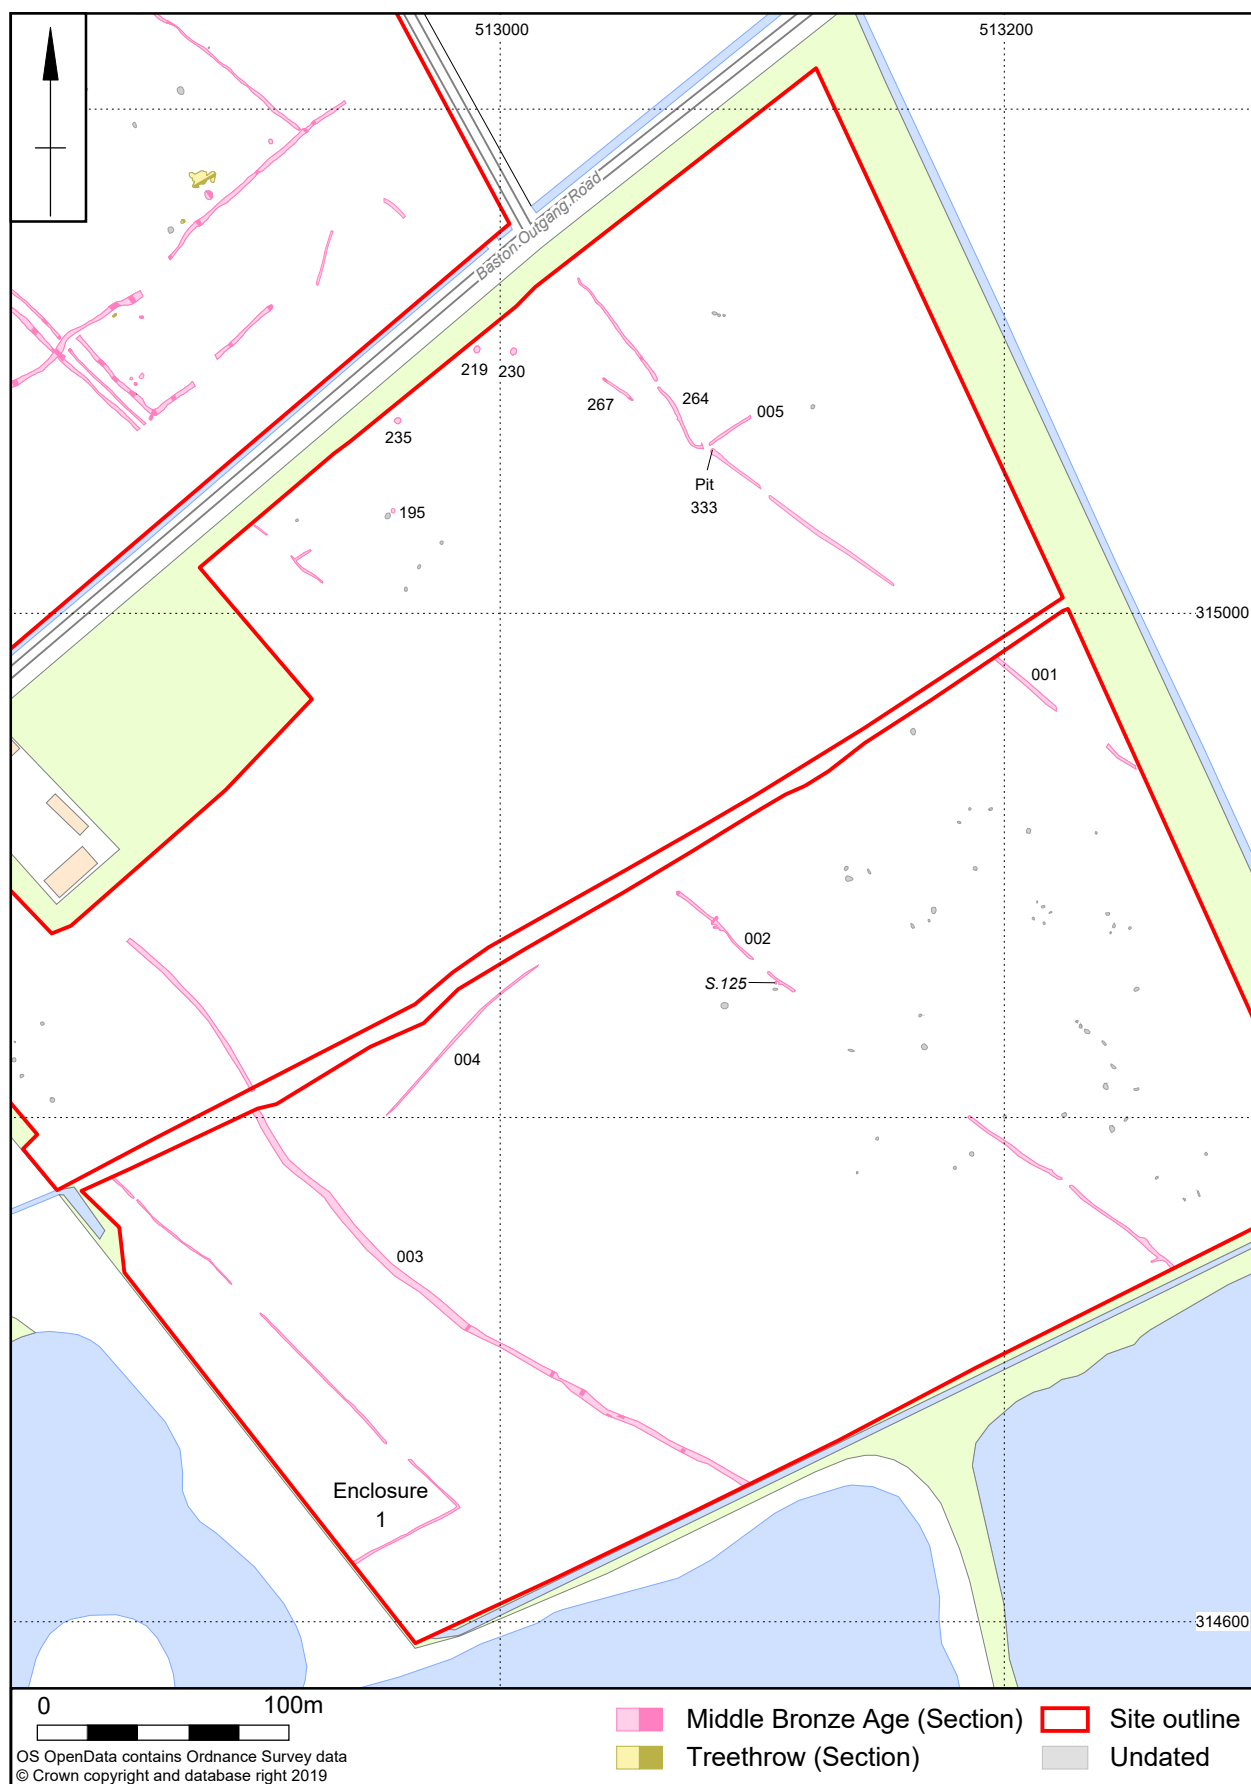 513000
513200
Baston Outgang Road
219
230
267
264
005
235
Pit
333
195
315000
001
002
S.125
004
003
Enclosure
1
314600
0
100m
OS OpenData contains Ordnance Survey data
© Crown copyright and database right 2019
Middle Bronze Age (Section)
Site outline
Treethrow (Section)
Undated